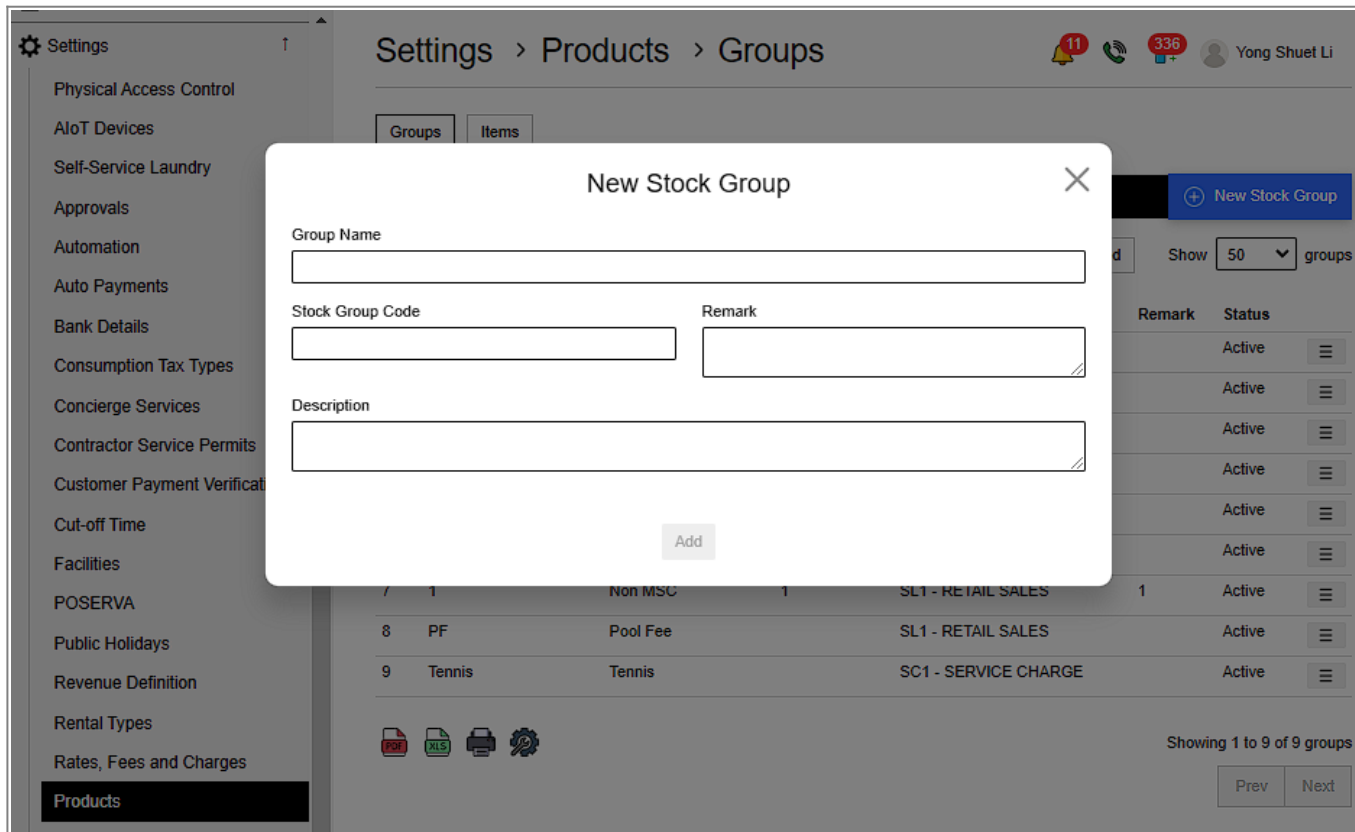 Settings ↑
Physical Access Control
AIoT Devices
Self-Service Laundry
Approvals
Automation
Auto Payments
Bank Details
Consumption Tax Types
Concierge Services
Contractor Service Permits
Customer Payment Verificati
Cut-off Time
Facilities
POSERVA
Public Holidays
Revenue Definition
Rental Types
Rates, Fees and Charges
Products
Settings > Products > Groups
11 336 Yong Shuet Li
Groups Items
New Stock Group
Show 50 groups
Remark Status
Active
Active
Active
Active
Active
Active
7 1 Non MSC 1 SL1 - RETAIL SALES 1 Active
8 PF Pool Fee SL1 - RETAIL SALES Active
9 Tennis Tennis SC1 - SERVICE CHARGE Active
PDF XLS
Showing 1 to 9 of 9 groups
Prev Next
New Stock Group
Group Name
Stock Group Code Remark
Description
Add